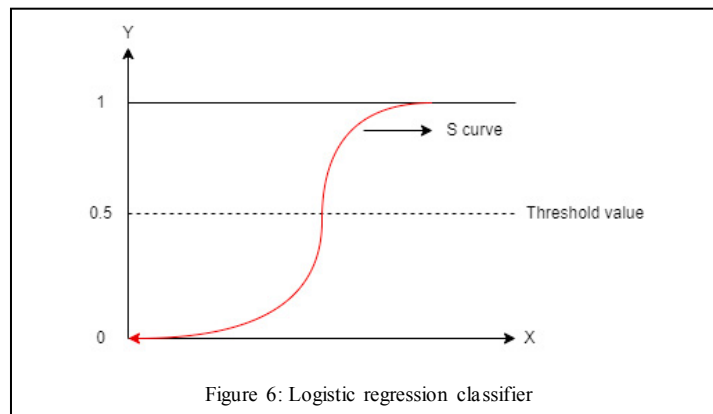 Y
1
S curve
0.5
Threshold value
0
X
Figure 6: Logistic regression classifier